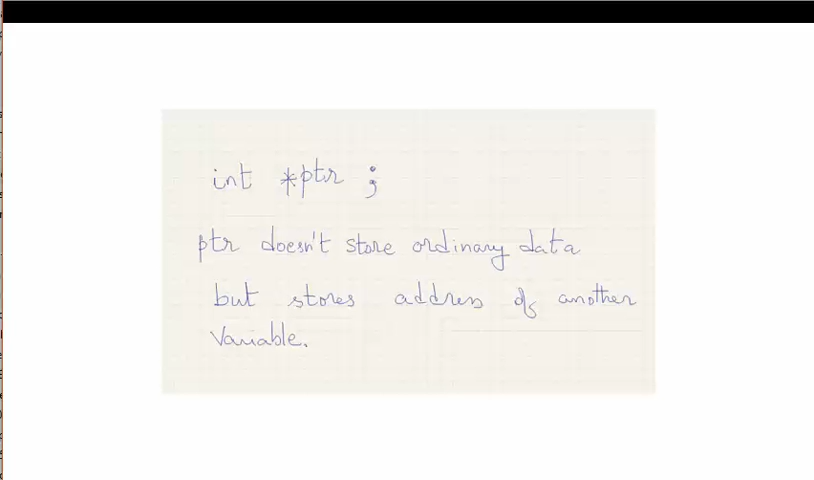 int *ptr ;
ptr doesn't store ordinary data
but stores address of another
variable.